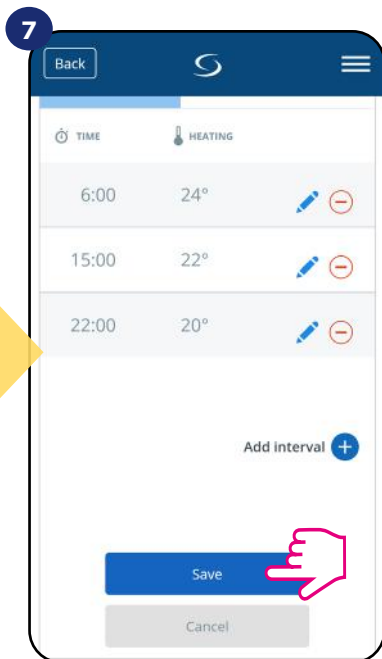 7
Back
TIME HEATING
6:00 24°
15:00 22°
22:00 20°
Add interval
Save
Cancel